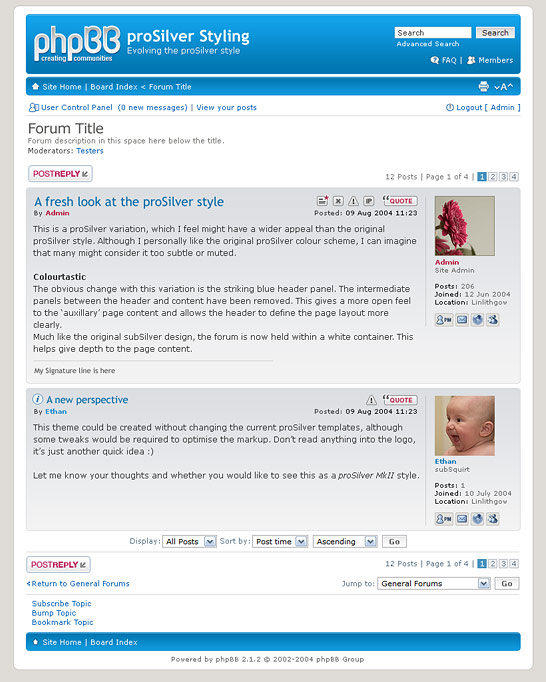 phpBB
creating communities
proSilver Styling
Evolving the proSilver style
Search Search
Advanced Search
FAQ | Members
Site Home | Board Index < Forum Title
A
User Control Panel (0 new messages) | View your posts
Logout [ Admin ]
Forum Title
Forum description in this space here below the title.
Moderators: Testers
POSTREPLY
12 Posts | Page 1 of 4 | 1 2 3 4
A fresh look at the proSilver style
IP "QUOTE
By Admin
Posted: 09 Aug 2004 11:23
This is a proSilver variation, which I feel might have a wider appeal than the original
proSilver style. Although I personally like the original proSilver colour scheme, I can imagine
that many might consider it too subtle or muted.
Colourtastic
The obvious change with this variation is the striking blue header panel. The intermediate
panels between the header and content have been removed. This gives a more open feel
to the ‘auxillary’ page content and allows the header to define the page layout more
clearly.
Much like the original subSilver design, the forum is now held within a white container. This
helps give depth to the page content.
My Signature line is here
Admin
Site Admin
Posts: 206
Joined: 12 Jun 2004
Location: Linlithgov
PM
A new perspective
"QUOTE
By Ethan
Posted: 09 Aug 2004 11:23
This theme could be created without changing the current proSilver templates, although
some tweaks would be required to optimise the markup. Don’t read anything into the logo,
it’s just another quick idea :)
Let me know your thoughts and whether you would like to see this as a proSilver MkII style.
Ethan
subSquirt
Posts: 1
Joined: 10 July 2004
Location: Linlithgov
PM
Display: All Posts Sort by: Post time Ascending Go
POSTREPLY
12 Posts | Page 1 of 4 | 1 2 3 4
Return to General Forums
Jump to: General Forums Go
Subscribe Topic
Bump Topic
Bookmark Topic
Site Home | Board Index
Powered by phpBB 2.1.2 © 2002-2004 phpBB Group